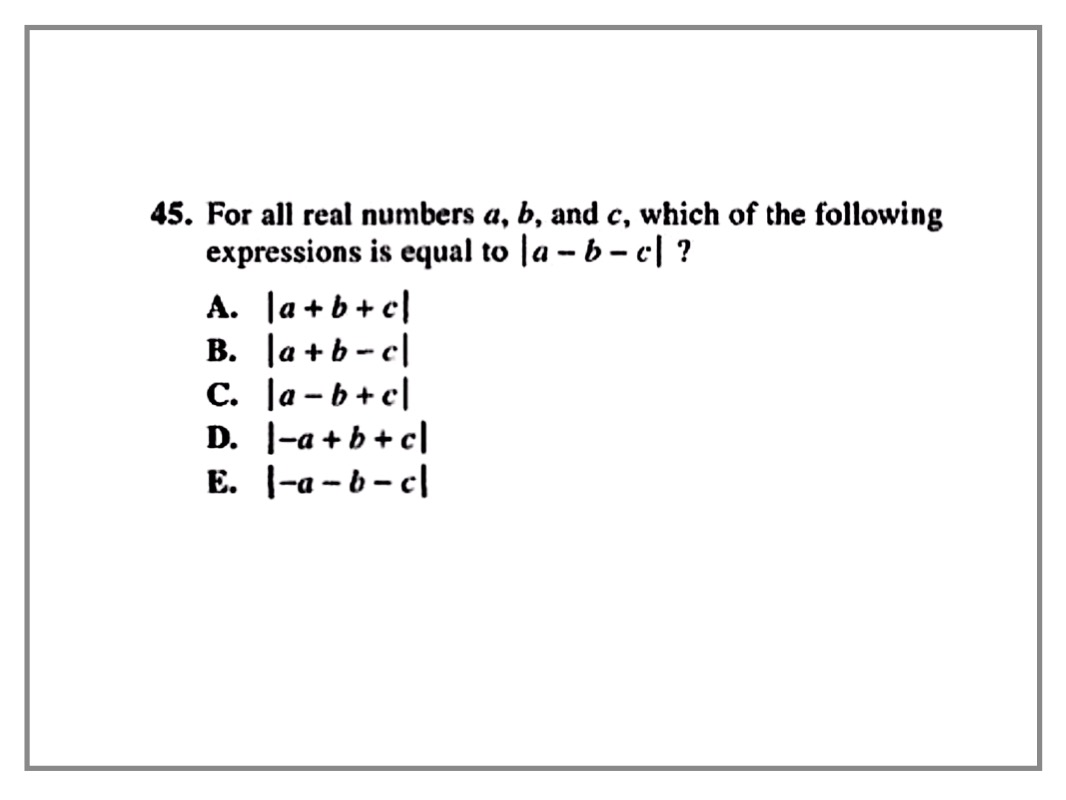 45. For all real numbers a, b, and c, which of the following
expressions is equal to |a – b – c| ?
A. |a + b + c|
B. |a + b – c|
C. |a – b + c|
D. |–a + b + c|
E. |–a – b – c|